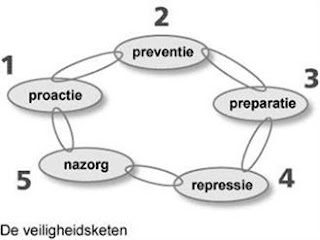 1
proactie
2
preventie
3
preparatie
4
repressie
5
nazorg
De veiligheidsketen